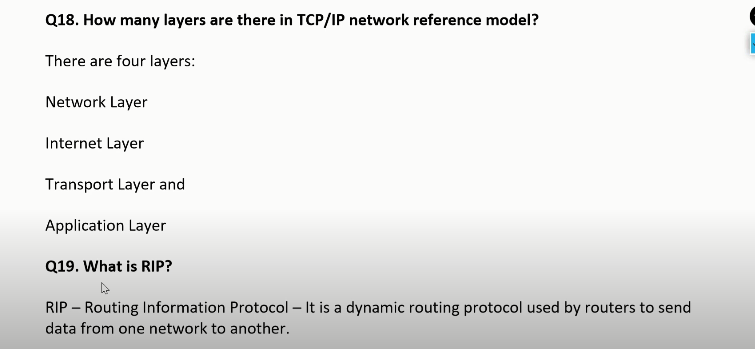 Q18. How many layers are there in TCP/IP network reference model?
There are four layers:
Network Layer
Internet Layer
Transport Layer and
Application Layer
Q19. What is RIP?
RIP – Routing Information Protocol – It is a dynamic routing protocol used by routers to send
data from one network to another.